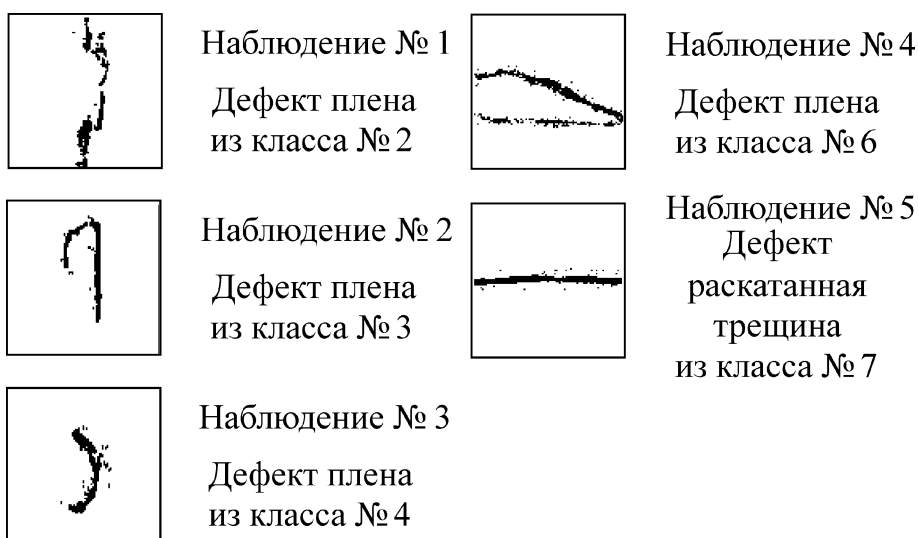 Наблюдение № 1
Дефект плена
из класса № 2
Наблюдение № 2
Дефект плена
из класса № 3
Наблюдение № 3
Дефект плена
из класса № 4
Наблюдение № 4
Дефект плена
из класса № 6
Наблюдение № 5
Дефект
раскатанная
трещина
из класса № 7